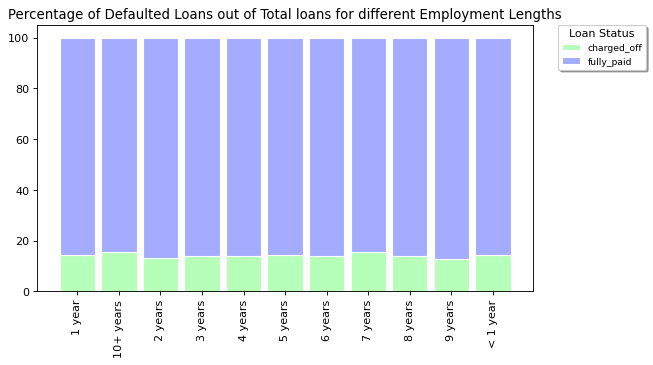 Percentage of Defaulted Loans out of Total loans for different Employment Lengths
Loan Status
charged_off
fully_paid
100
80
60
40
20
0
1 year
10+ years
2 years
3 years
4 years
5 years
6 years
7 years
8 years
9 years
< 1 year